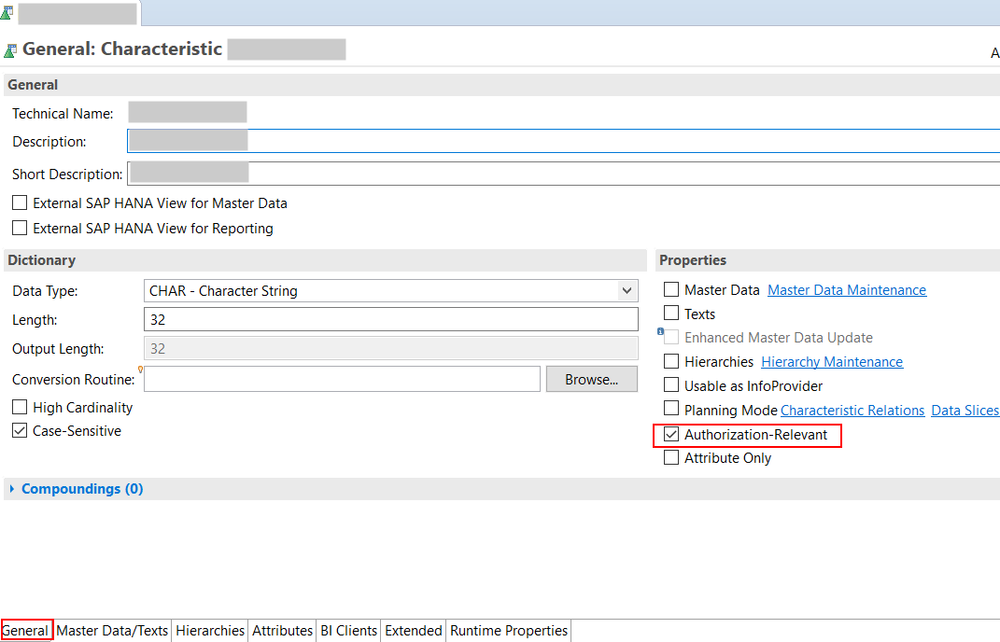 General: Characteristic
A
General
Technical Name:
Description:
Short Description:
External SAP HANA View for Master Data
External SAP HANA View for Reporting
Dictionary
Data Type: CHAR - Character String
Length: 32
Output Length: 32
Conversion Routine: Browse...
High Cardinality
Case-Sensitive
Properties
Master Data Master Data Maintenance
Texts
Enhanced Master Data Update
Hierarchies Hierarchy Maintenance
Usable as InfoProvider
Planning Mode Characteristic Relations Data Slices
Authorization-Relevant
Attribute Only
Compoundings (0)
General Master Data/Texts Hierarchies Attributes BI Clients Extended Runtime Properties